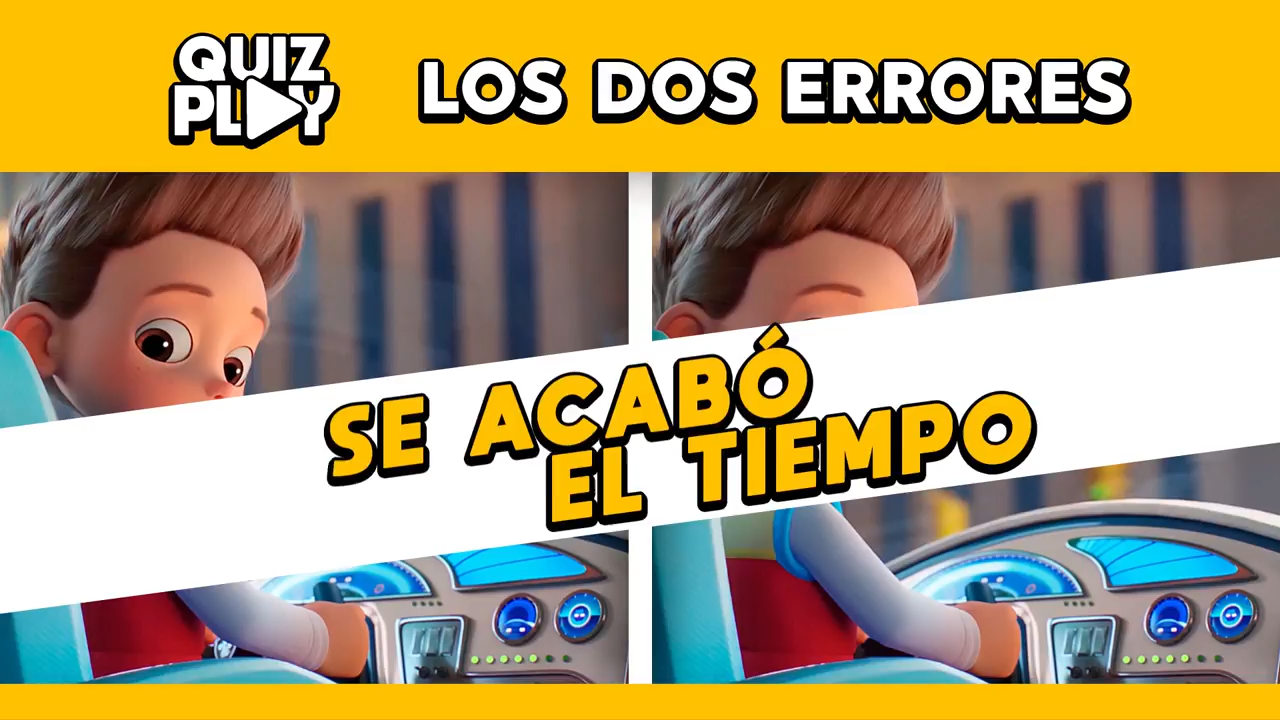 QUIZ
PLAY
LOS DOS ERRORES
SE ACABÓ
EL TIEMPO